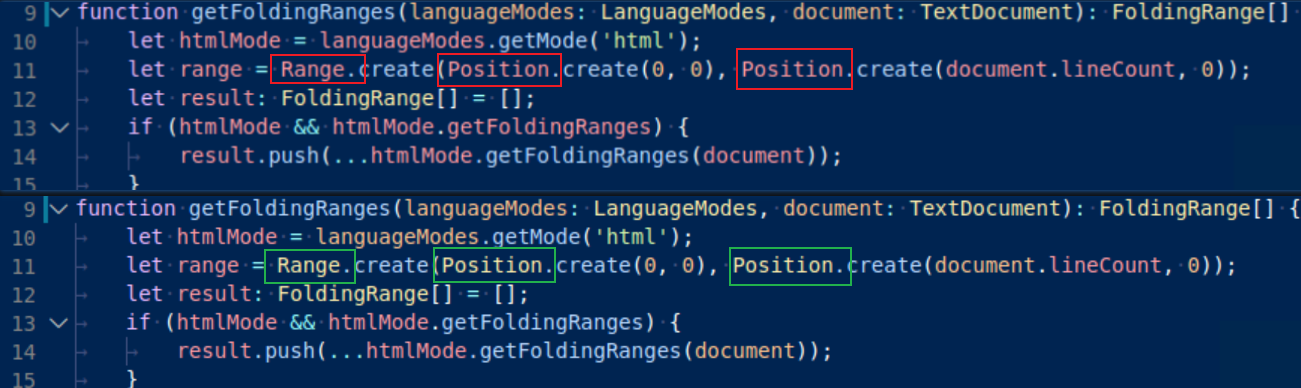 9 function getFoldingRanges(languageModes: LanguageModes, document: TextDocument): FoldingRange[]
10 let htmlMode = languageModes.getMode('html');
11 let range = Range.create(Position.create(0, 0), Position.create(document.lineCount, 0));
12 let result: FoldingRange[] = [];
13 if (htmlMode && htmlMode.getFoldingRanges) {
14 result.push(...htmlMode.getFoldingRanges(document));
15 }
9 function getFoldingRanges(languageModes: LanguageModes, document: TextDocument): FoldingRange[] {
10 let htmlMode = languageModes.getMode('html');
11 let range = Range.create(Position.create(0, 0), Position.create(document.lineCount, 0));
12 let result: FoldingRange[] = [];
13 if (htmlMode && htmlMode.getFoldingRanges) {
14 result.push(...htmlMode.getFoldingRanges(document));
15 }